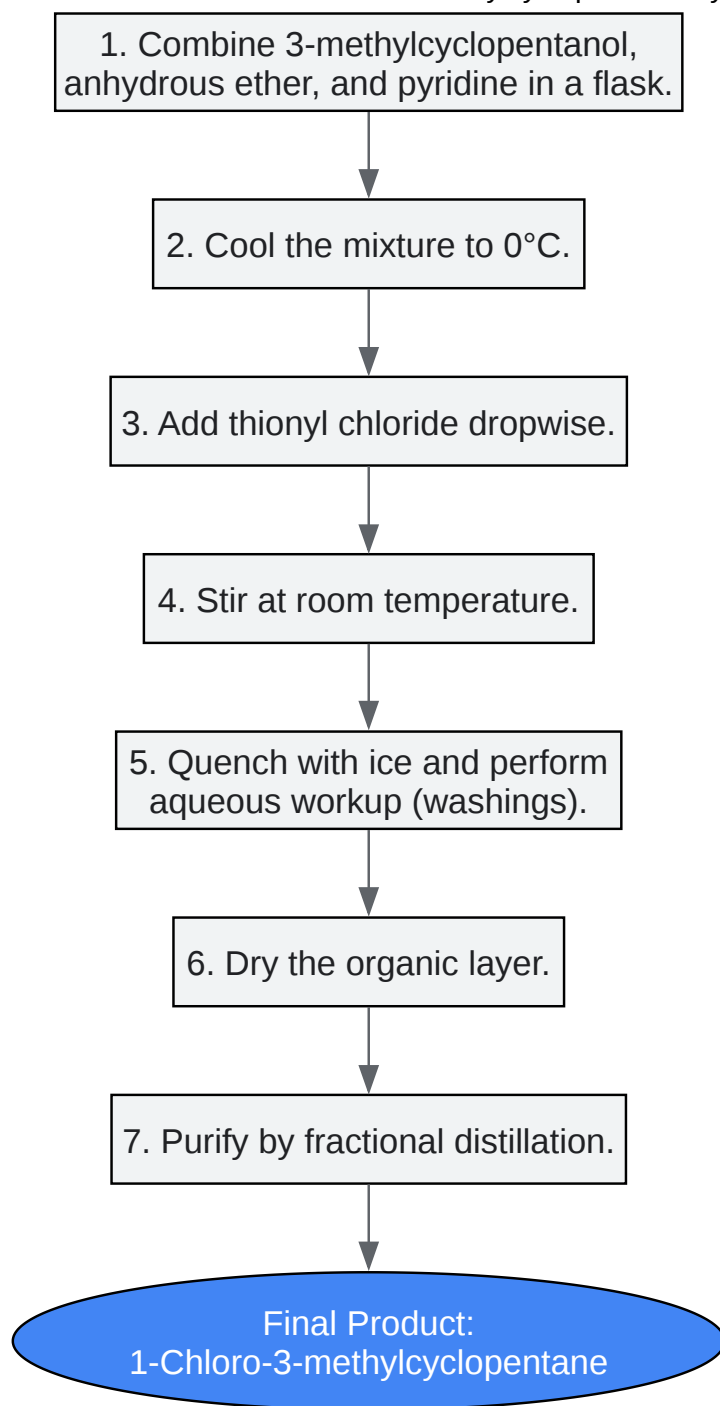 1. Combine 3-methylcyclopentanol,
anhydrous ether, and pyridine in a flask.
2. Cool the mixture to 0°C.
3. Add thionyl chloride dropwise.
4. Stir at room temperature.
5. Quench with ice and perform
aqueous workup (washings).
6. Dry the organic layer.
7. Purify by fractional distillation.
Final Product:
1-Chloro-3-methylcyclopentane